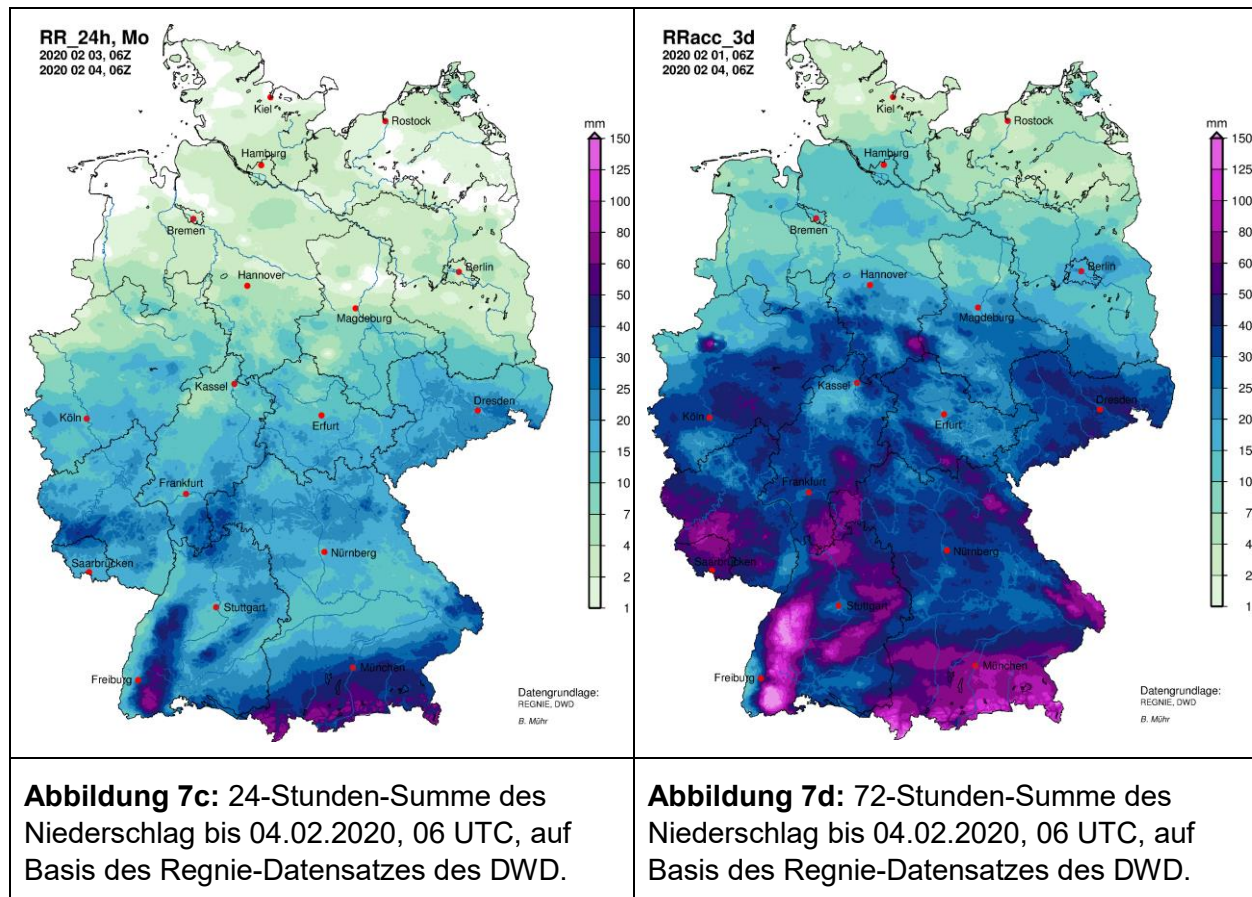 RR_24h, Mo
2020 02 03, 06Z
2020 02 04, 06Z
Kiel
Rostock
Hamburg
Bremen
Berlin
Hannover
Magdeburg
Kassel
Köln
Erfurt
Dresden
Frankfurt
Saarbrücken
Nürnberg
Stuttgart
München
Freiburg
mm
150
125
100
80
60
50
40
30
25
20
15
10
7
4
2
1
Datengrundlage:
REGNIE, DWD
B. Mühr
Abbildung 7c: 24-Stunden-Summe des
Niederschlag bis 04.02.2020, 06 UTC, auf
Basis des Regnie-Datensatzes des DWD.
RRacc_3d
2020 02 01, 06Z
2020 02 04, 06Z
Kiel
Rostock
Hamburg
Bremen
Berlin
Hannover
Magdeburg
Kassel
Köln
Erfurt
Dresden
Frankfurt
Saarbrücken
Nürnberg
Stuttgart
München
Freiburg
mm
150
125
100
80
60
50
40
30
25
20
15
10
7
4
2
1
Datengrundlage:
REGNIE, DWD
B. Mühr
Abbildung 7d: 72-Stunden-Summe des
Niederschlag bis 04.02.2020, 06 UTC, auf
Basis des Regnie-Datensatzes des DWD.